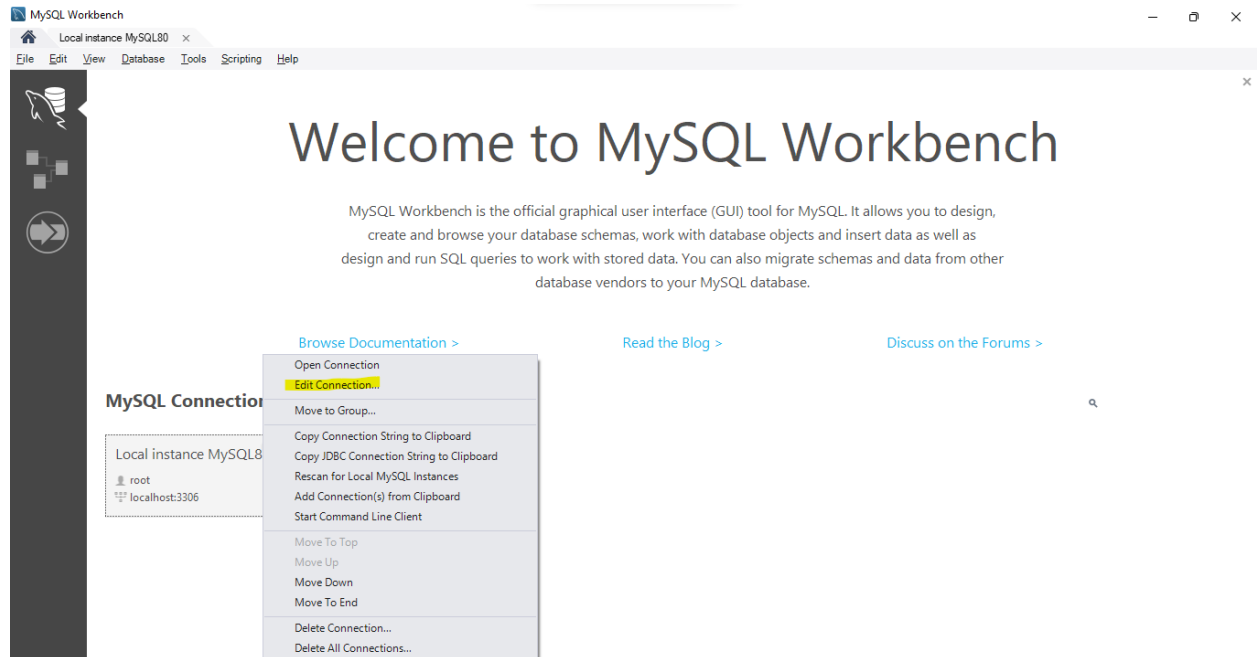 MySQL Workbench
Local instance MySQL80
File Edit View Database Tools Scripting Help
Welcome to MySQL Workbench
MySQL Workbench is the official graphical user interface (GUI) tool for MySQL. It allows you to design,
create and browse your database schemas, work with database objects and insert data as well as
design and run SQL queries to work with stored data. You can also migrate schemas and data from other
database vendors to your MySQL database.
Browse Documentation > Read the Blog > Discuss on the Forums >
MySQL Connection
Local instance MySQL8
root
localhost:3306
Open Connection
Edit Connection...
Move to Group...
Copy Connection String to Clipboard
Copy JDBC Connection String to Clipboard
Rescan for Local MySQL Instances
Add Connection(s) from Clipboard
Start Command Line Client
Move To Top
Move Up
Move Down
Move To End
Delete Connection...
Delete All Connections...